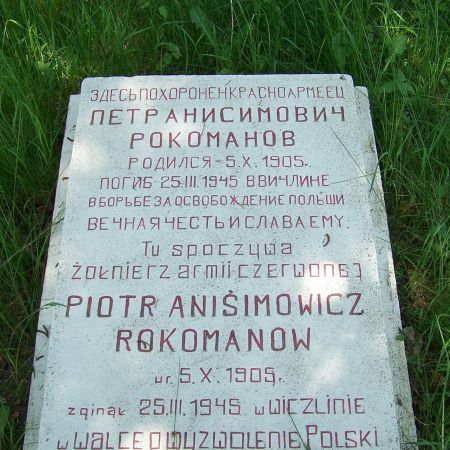 ЗДЕСЬ ПОХОРОНЕН КРАСНОАРМЕЕЦ
ПЕТР АНИСИМОВИЧ
РОКОМАНОВ
РОДИЛСЯ - 5.X.1905.
ПОГИБ - 25.III.1945 В ВИЧЛИНЕ
В БОРЬБЕ ЗА ОСВОБОЖДЕНИЕ ПОЛЬШИ
ВЕЧНАЯ ЧЕСТЬ И СЛАВА ЕМУ.
Tu spoczywa
żołnierz armii czerwonej
PIOTR ANIŚIMOWICZ
ROKOMANOW
ur. 5.X.1905r.
zginął 25.III.1945 w WICZLINIE
w WALCE o wyzwolenie Polski